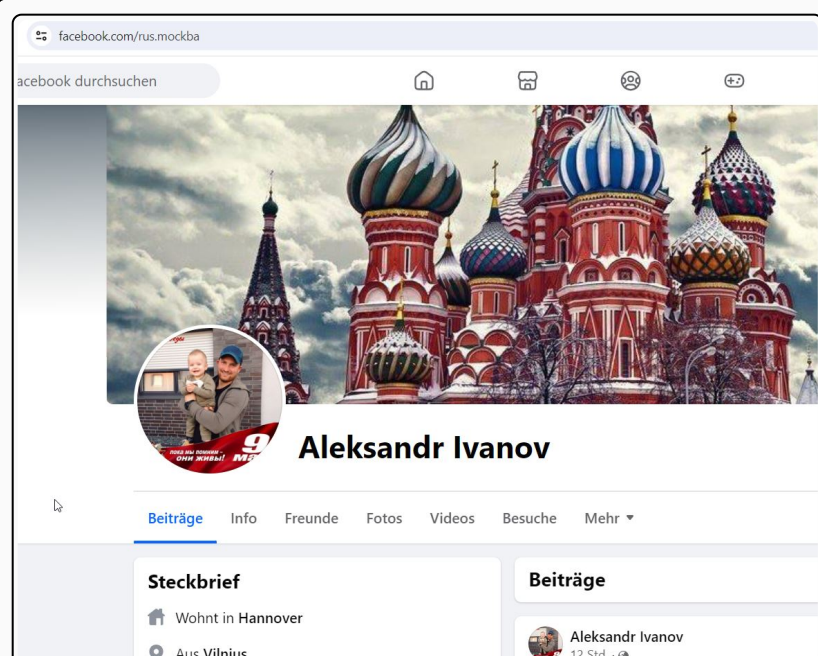 facebook.com/rus.mockba
acebook durchsuchen
пока мы помним -
они живы!
9
Aleksandr Ivanov
Beiträge
Info
Freunde
Fotos
Videos
Besuche
Mehr
Steckbrief
Wohnt in Hannover
Aus Vilnius
Beiträge
Aleksandr Ivanov
12 Std.